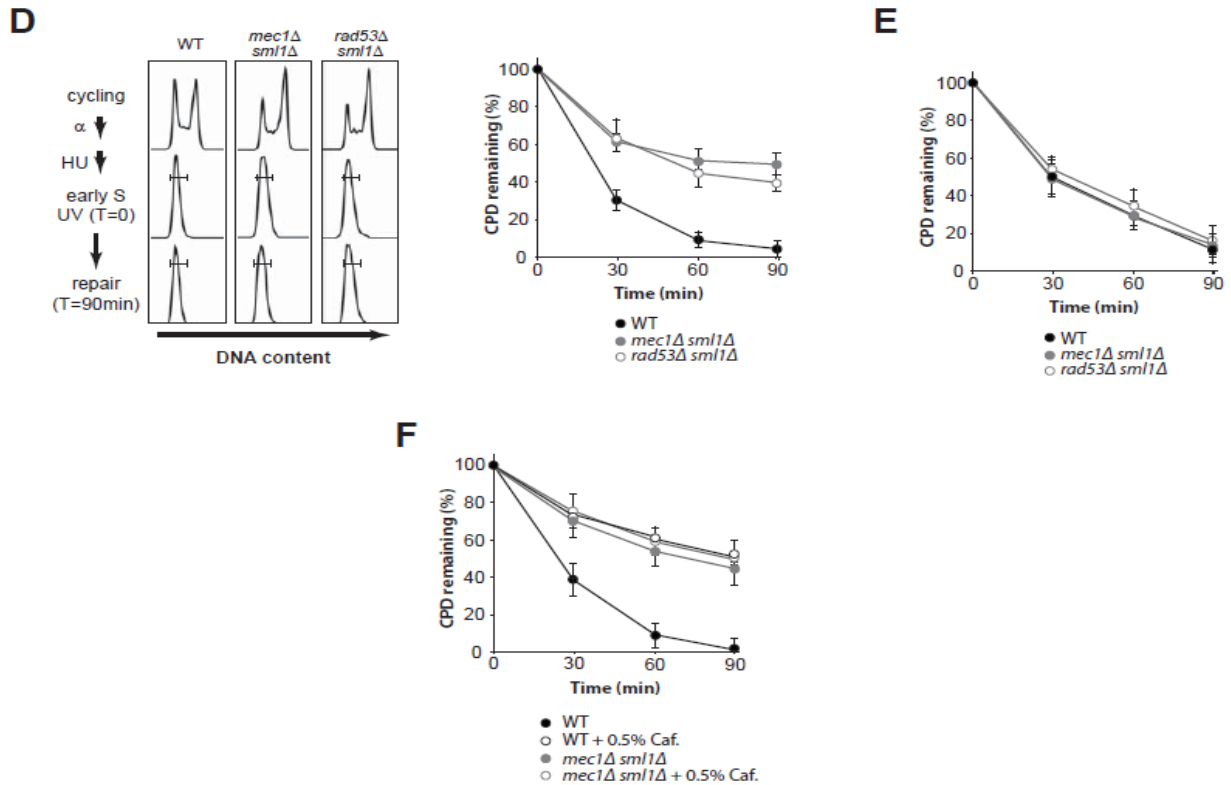 D
WT
mec1Δ
sml1Δ
rad53Δ
sml1Δ
cycling
α
HU
early S
UV (T=0)
repair
(T=90min)
DNA content
CPD remaining (%)
100
80
60
40
20
0
0 30 60 90
Time (min)
WT
mec1Δ sml1Δ
rad53Δ sml1Δ
E
CPD remaining (%)
100
80
60
40
20
0
0 30 60 90
Time (min)
WT
mec1Δ sml1Δ
rad53Δ sml1Δ
F
CPD remaining (%)
100
80
60
40
20
0
0 30 60 90
Time (min)
WT
WT + 0.5% Caf.
mec1Δ sml1Δ
mec1Δ sml1Δ + 0.5% Caf.